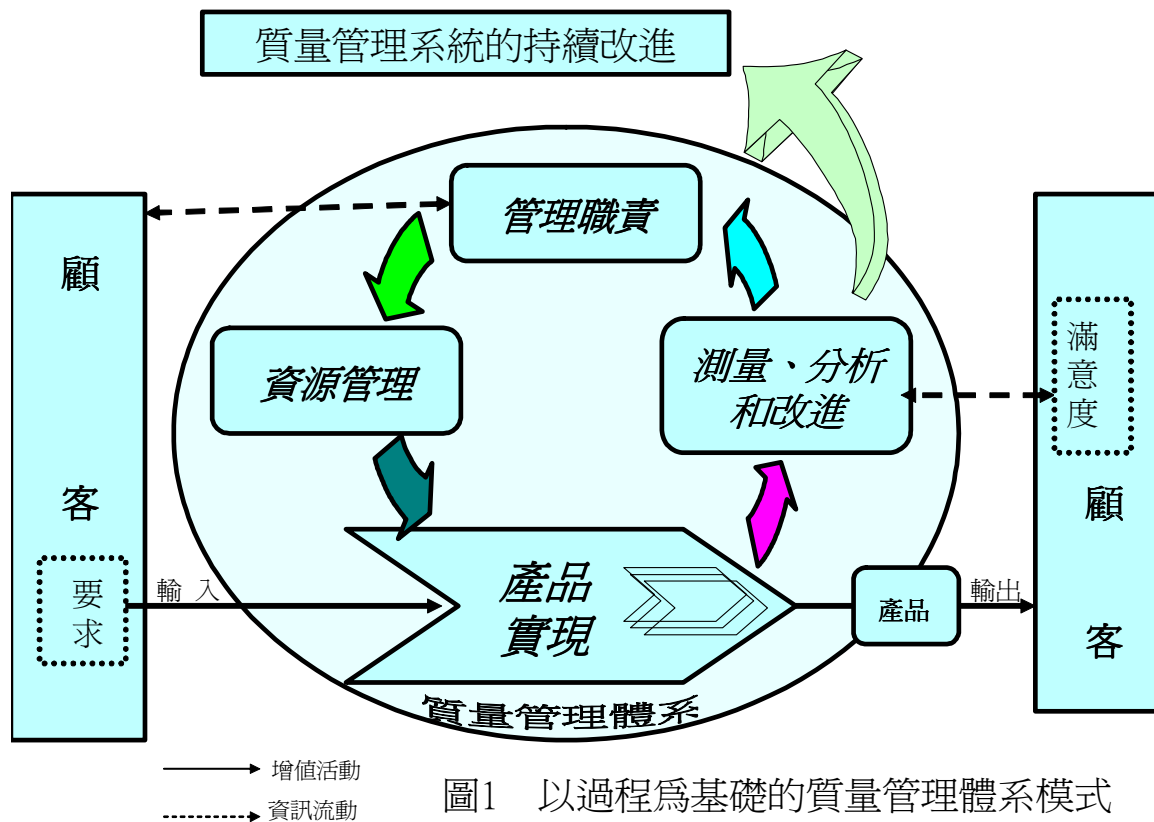 質量管理系統的持續改進
管理職責
顧
客
資源管理
測量、分析
和改進
滿意度
顧
客
要求
輸 入
產品
實現
產品
輸出
質量管理體系
增值活動
資訊流動
圖1 以過程爲基礎的質量管理體系模式